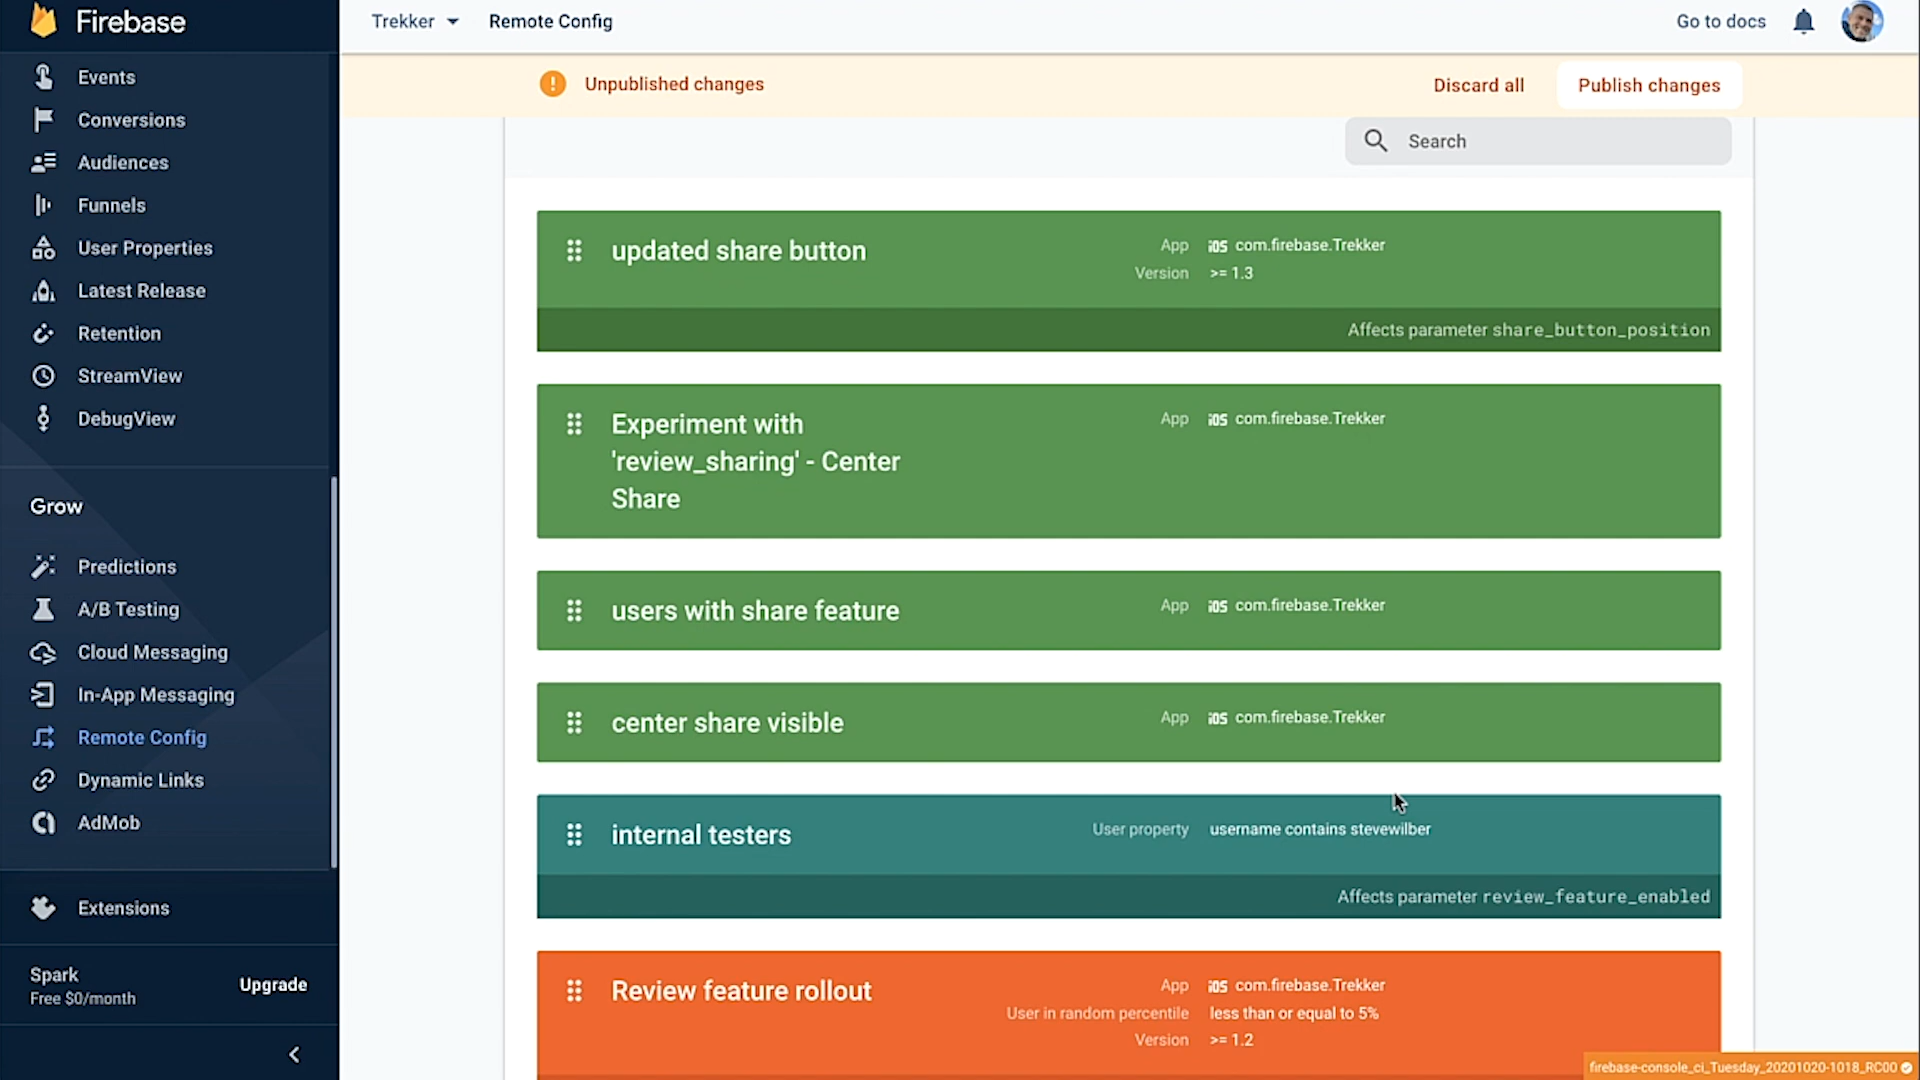 Firebase
Trekker
Remote Config
Go to docs
Unpublished changes
Discard all
Publish changes
Search
Events
Conversions
Audiences
Funnels
User Properties
Latest Release
Retention
StreamView
DebugView
Grow
Predictions
A/B Testing
Cloud Messaging
In-App Messaging
Remote Config
Dynamic Links
AdMob
Extensions
Spark
Free $0/month
Upgrade
updated share button
App iOS com.firebase.Trekker
Version >= 1.3
Affects parameter share_button_position
Experiment with
'review_sharing' - Center
Share
App iOS com.firebase.Trekker
users with share feature
App iOS com.firebase.Trekker
center share visible
App iOS com.firebase.Trekker
internal testers
User property username contains stevewilber
Affects parameter review_feature_enabled
Review feature rollout
App iOS com.firebase.Trekker
User in random percentile less than or equal to 5%
Version >= 1.2
firebase-console_ci_Tuesday_20201020-1018_RC00